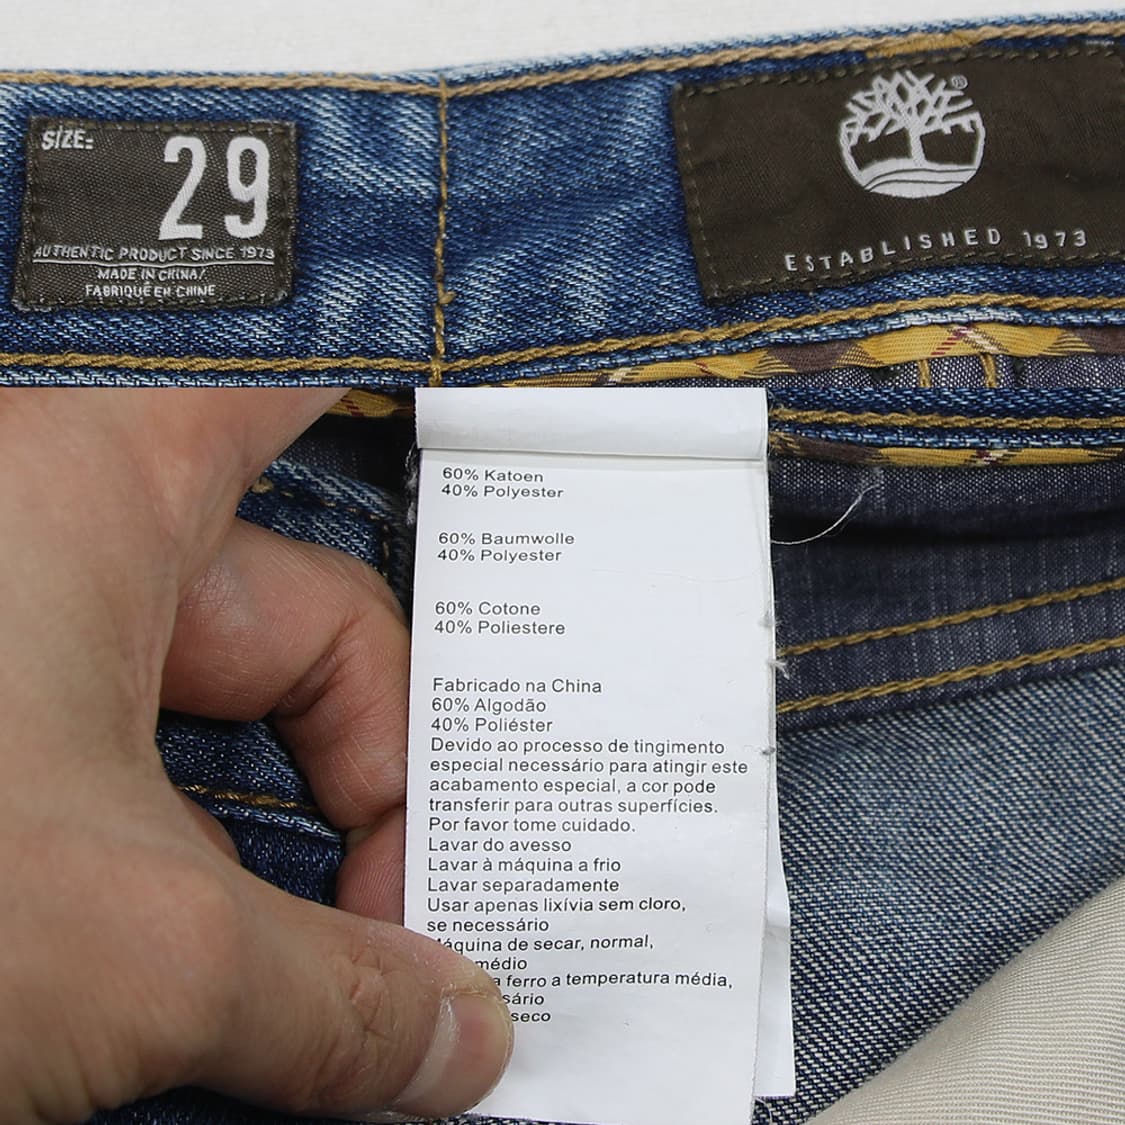 SIZE:
29
AUTHENTIC PRODUCT SINCE 1973
MADE IN CHINA/
FABRIQUÉ EN CHINE
®
ESTABLISHED 1973
60% Katoen
40% Polyester
60% Baumwolle
40% Polyester
60% Cotone
40% Poliestere
Fabricado na China
60% Algodão
40% Poliéster
Devido ao processo de tingimento
especial necessário para atingir este
acabamento especial, a cor pode
transferir para outras superfícies.
Por favor tome cuidado.
Lavar do avesso
Lavar à máquina a frio
Lavar separadamente
Usar apenas lixívia sem cloro,
se necessário
de secar, normal,
médio
a ferro a temperatura média,
seco